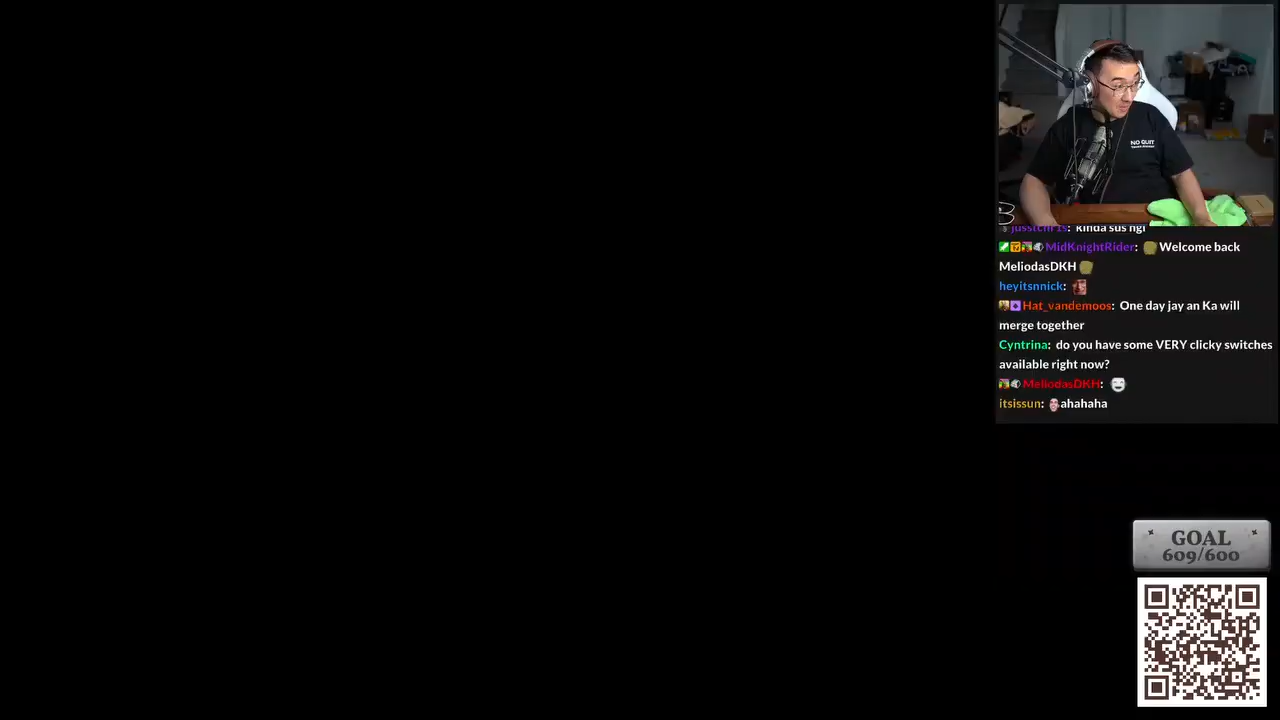 NO QUIT
jusstchr1s: kinda sus ngl
MidKnightRider: Welcome back
MeliodasDKH
heyitsnnick:
Hat_vandemoos: One day jay an Ka will
merge together
Cyntrina: do you have some VERY clicky switches
available right now?
MeliodasDKH:
itsissun: ahahaha
GOAL
609/600